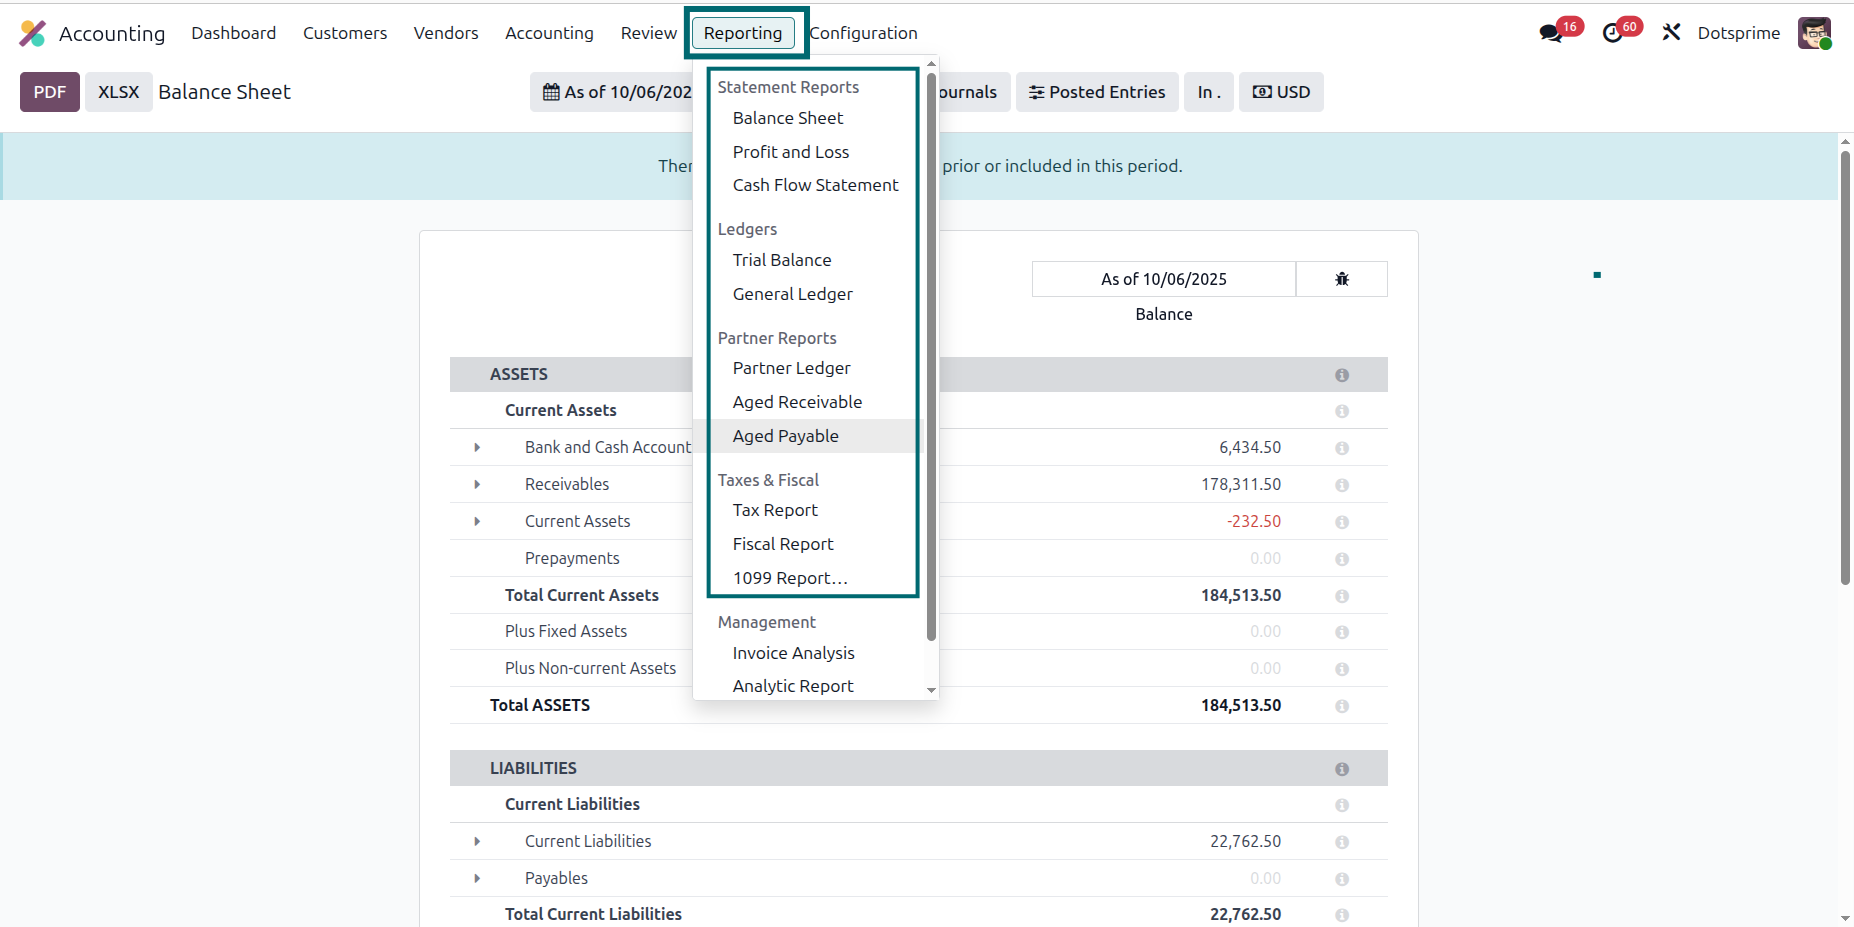 Accounting Dashboard Customers Vendors Accounting Review Reporting Configuration 16 60 Dotsprime
PDF XLSX Balance Sheet As of 10/06/202 ournals Posted Entries In . USD
Ther prior or included in this period.
Statement Reports
Balance Sheet
Profit and Loss
Cash Flow Statement
Ledgers
Trial Balance
General Ledger
Partner Reports
Partner Ledger
Aged Receivable
Aged Payable
Taxes & Fiscal
Tax Report
Fiscal Report
1099 Report...
Management
Invoice Analysis
Analytic Report
As of 10/06/2025
Balance
ASSETS
Current Assets
Bank and Cash Account 6,434.50
Receivables 178,311.50
Current Assets -232.50
Prepayments 0.00
Total Current Assets 184,513.50
Plus Fixed Assets 0.00
Plus Non-current Assets 0.00
Total ASSETS 184,513.50
LIABILITIES
Current Liabilities
Current Liabilities 22,762.50
Payables 0.00
Total Current Liabilities 22,762.50